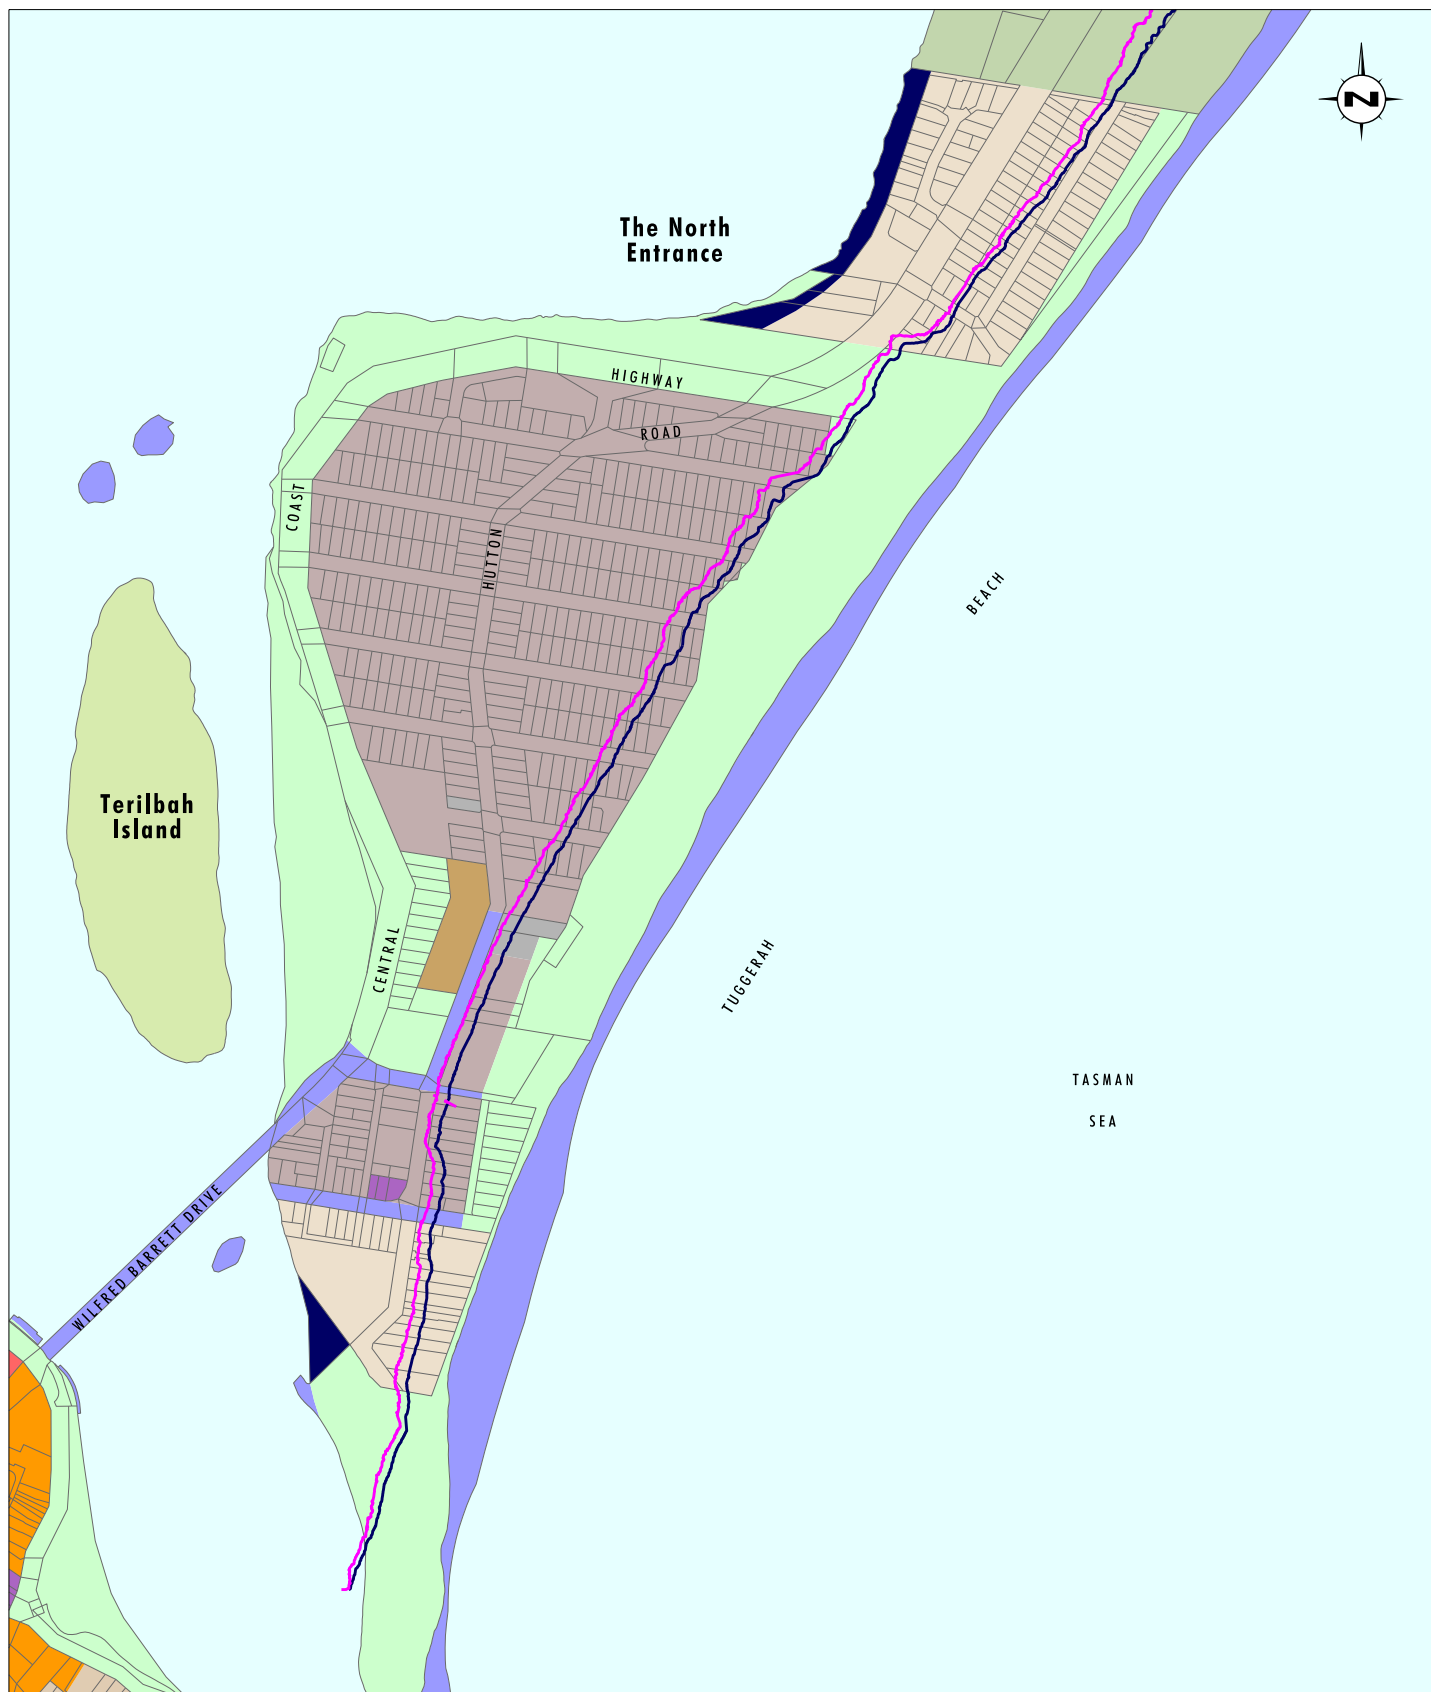 N
The North
Entrance
HIGHWAY
ROAD
COAST
HUTTON
BEACH
Terilbah
Island
CENTRAL
TUGGERAH
TASMAN
SEA
WILFRED BARRETT DRIVE